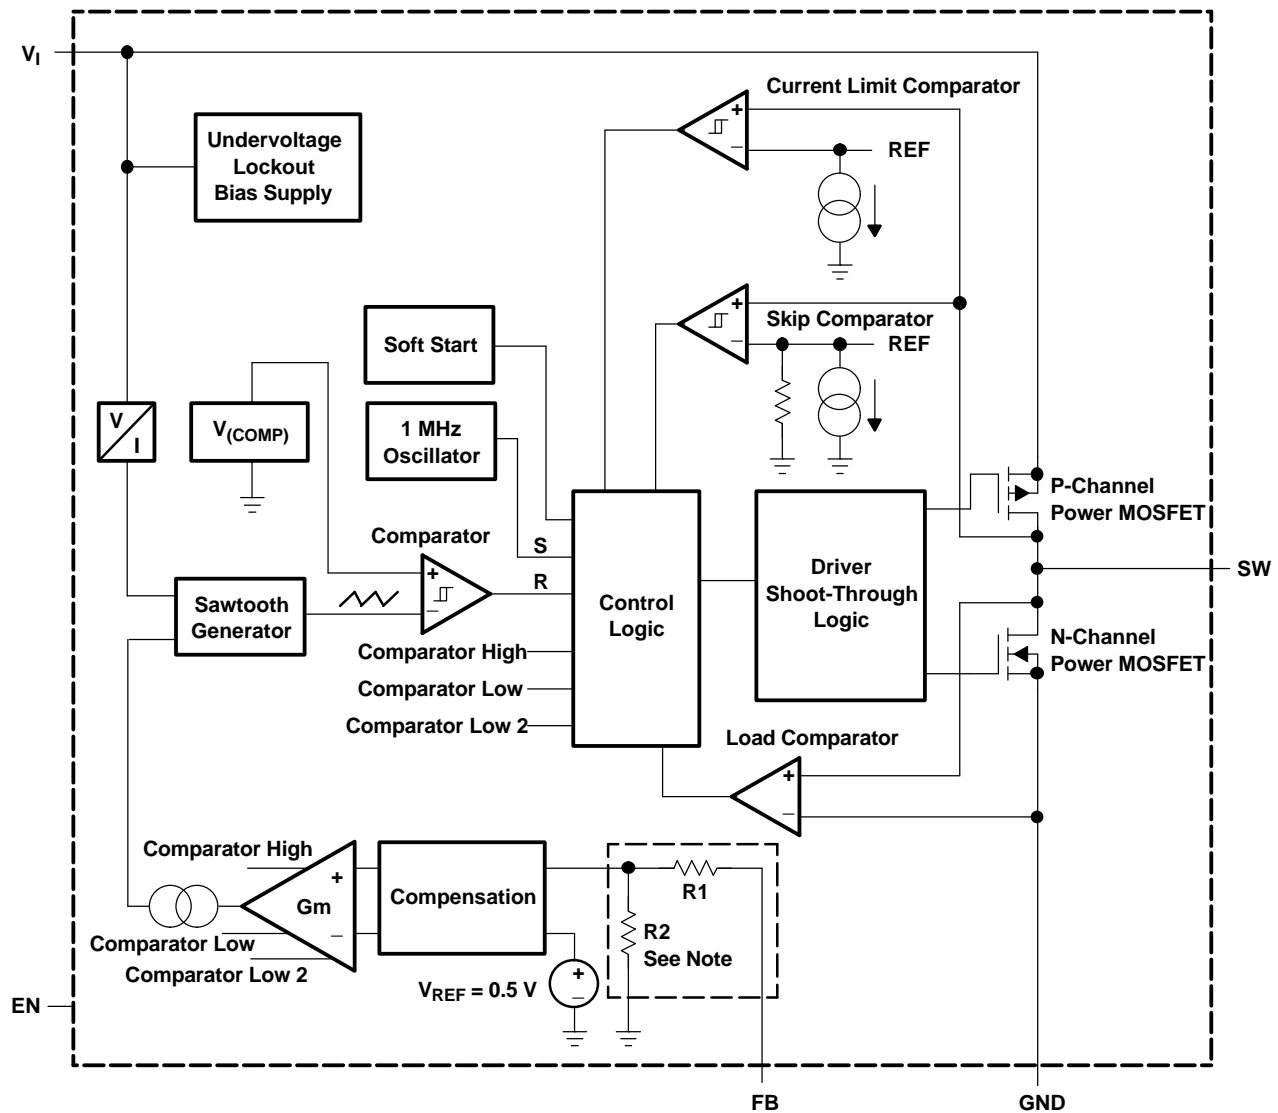 V_I
Current Limit Comparator
+
−
REF
Undervoltage
Lockout
Bias Supply
+
−
Skip Comparator
REF
Soft Start
V
I
V_(COMP)
1 MHz
Oscillator
P-Channel
Power MOSFET
Comparator
+
−
S
R
Sawtooth
Generator
Control
Logic
Driver
Shoot-Through
Logic
SW
N-Channel
Power MOSFET
Comparator High
Comparator Low
Comparator Low 2
Load Comparator
+
−
Comparator High
+
Gm
−
Comparator Low
Comparator Low 2
Compensation
R1
R2
See Note
V_REF = 0.5 V
+
−
EN
FB
GND